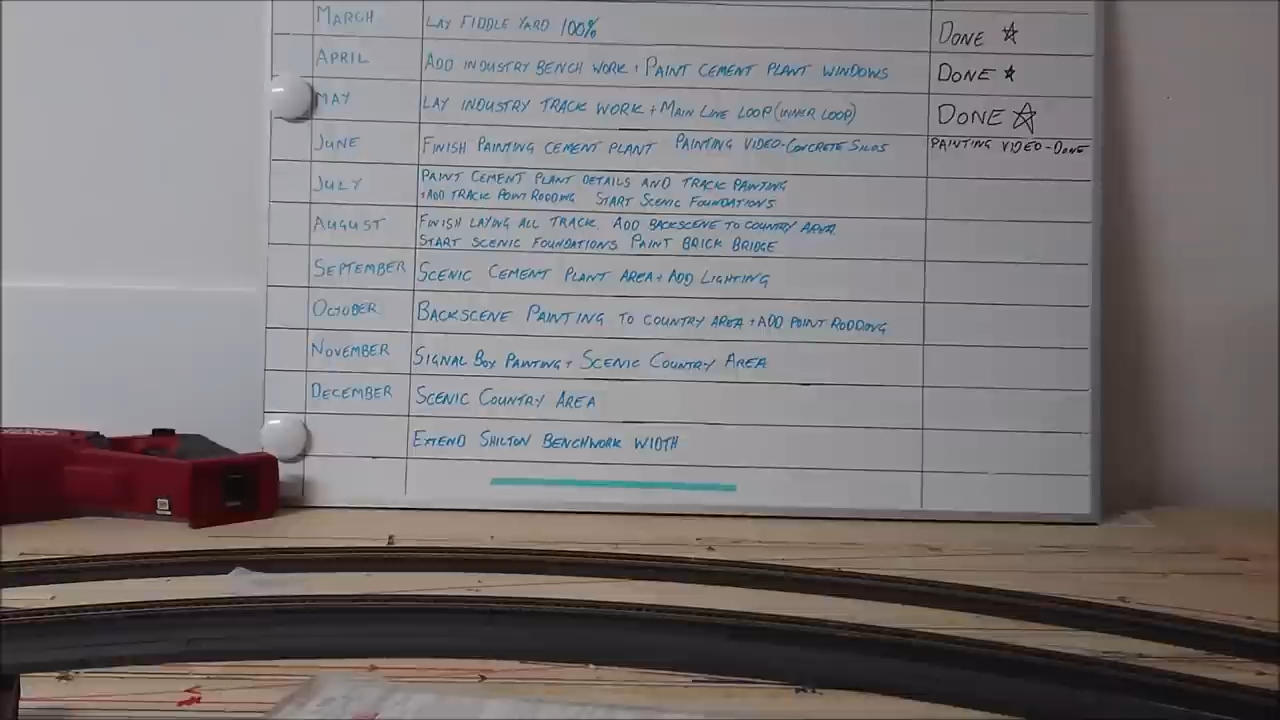 MARCH LAY FIDDLE YARD 100% DONE
APRIL ADD INDUSTRY BENCH WORK + PAINT CEMENT PLANT WINDOWS DONE
MAY LAY INDUSTRY TRACK WORK + MAIN LINE LOOP (INNER LOOP) DONE
JUNE FINISH PAINTING CEMENT PLANT PAINTING VIDEO-CONCRETE SILOS PAINTING VIDEO-DONE
JULY PAINT CEMENT PLANT DETAILS AND TRACK PAINTING
+ADD TRACK POINT RODDING START SCENIC FOUNDATIONS
AUGUST FINISH LAYING ALL TRACK. ADD BACKSCENE TO COUNTRY AREA.
START SCENIC FOUNDATIONS PAINT BRICK BRIDGE
SEPTEMBER SCENIC CEMENT PLANT AREA + ADD LIGHTING
OCTOBER BACKSCENE PAINTING TO COUNTRY AREA + ADD POINT RODDING
NOVEMBER SIGNAL BOX PAINTING + SCENIC COUNTRY AREA
DECEMBER SCENIC COUNTRY AREA
EXTEND SHILTON BENCHWORK WIDTH